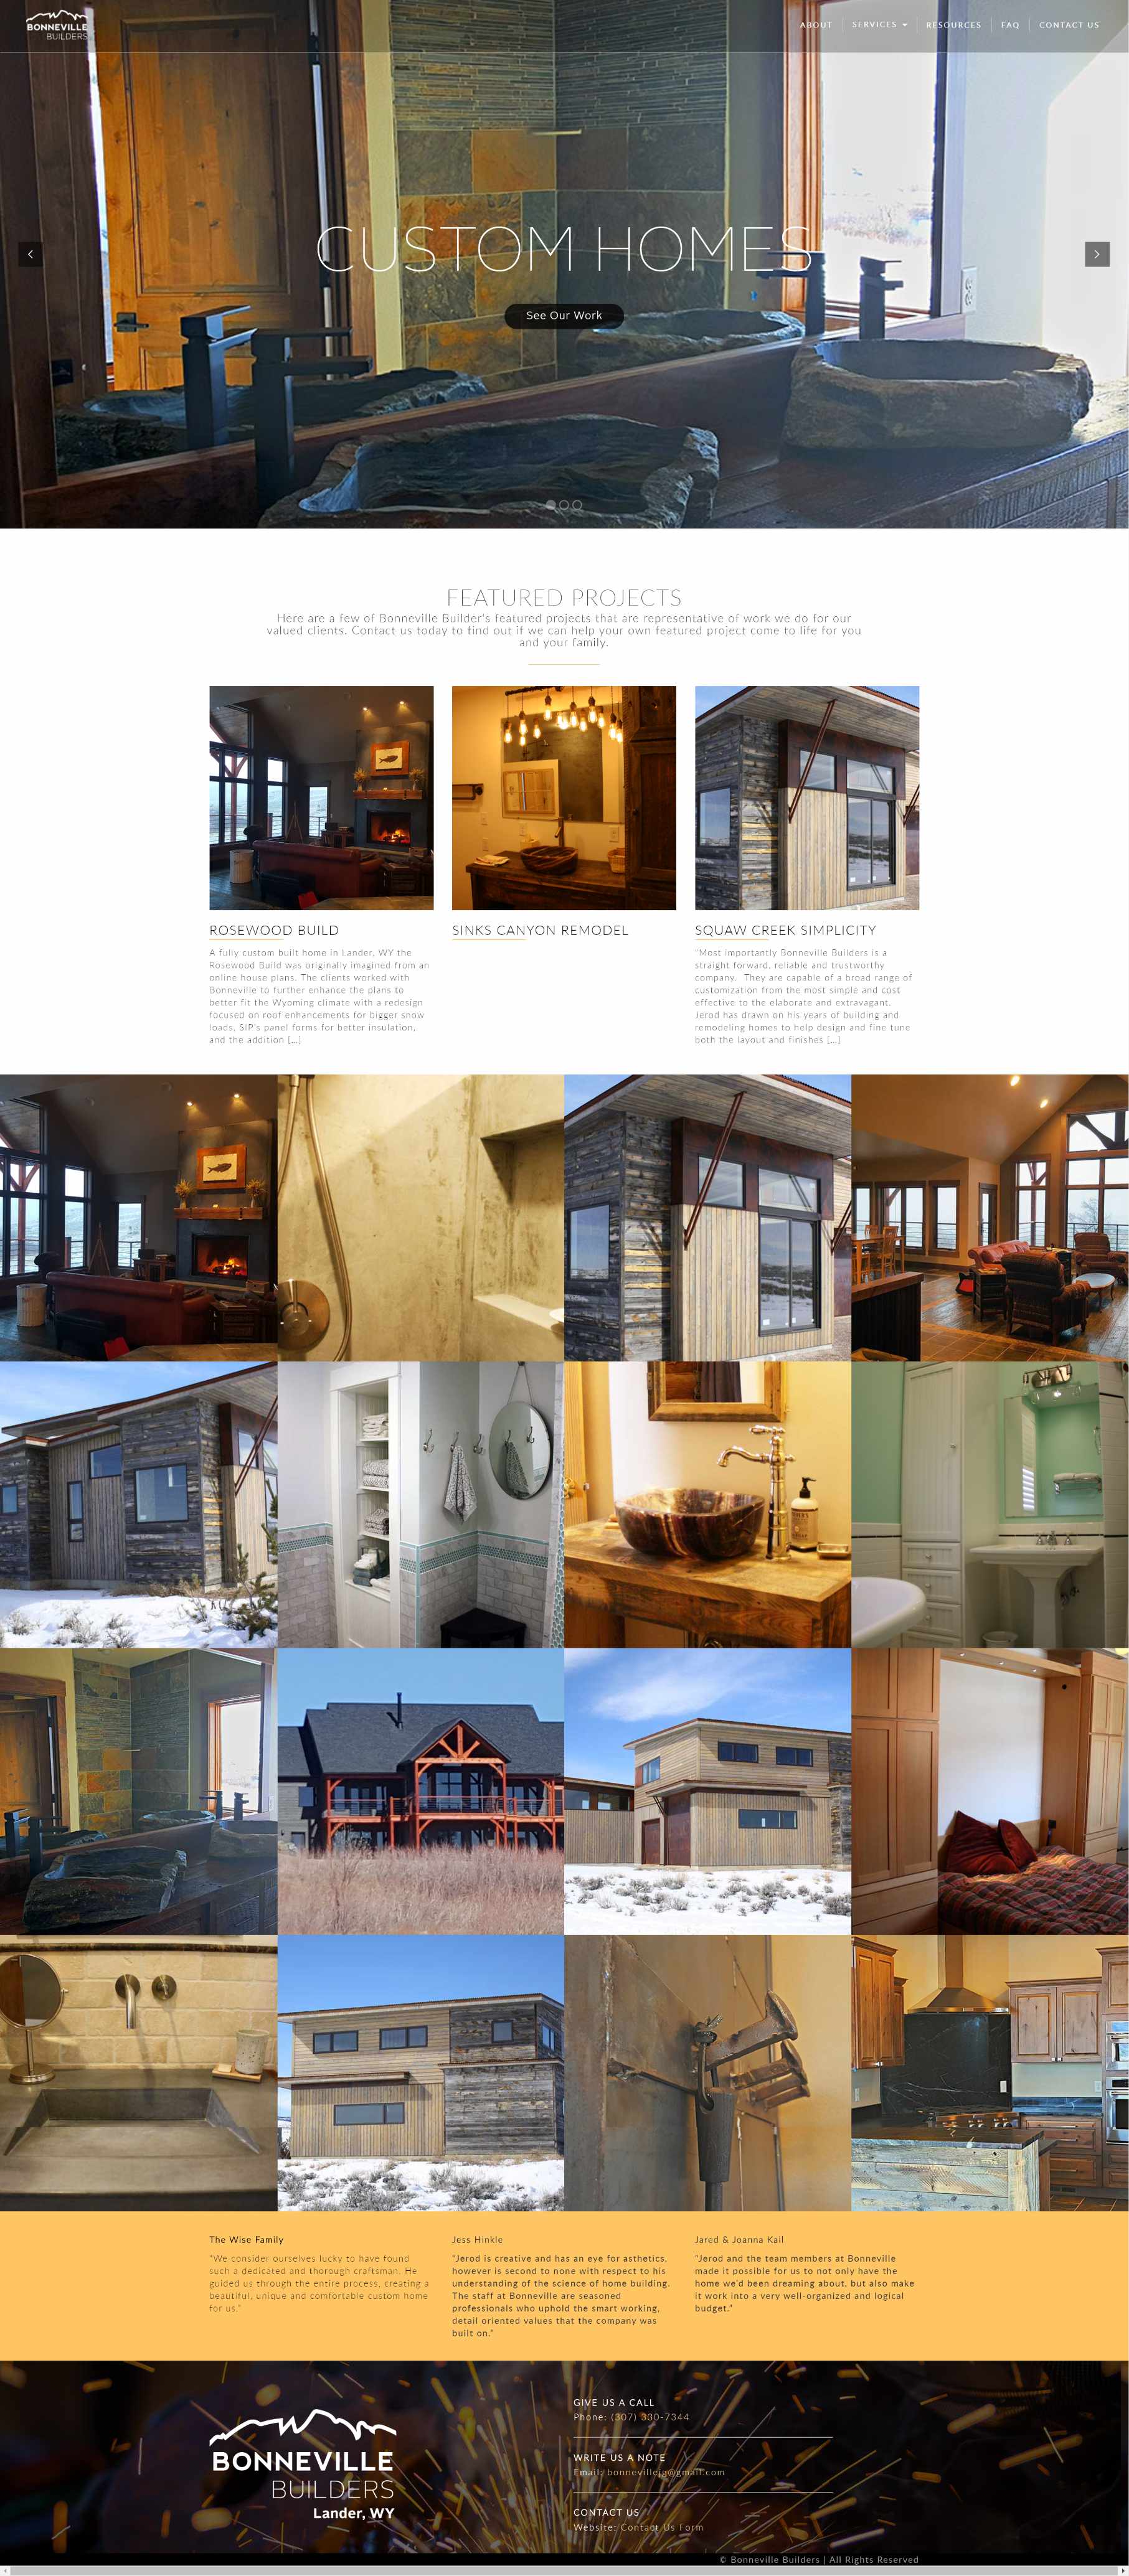 BONNEVILLE
BUILDERS
ABOUT
SERVICES
RESOURCES
FAQ
CONTACT US
CUSTOM HOMES
See Our Work
FEATURED PROJECTS
Here are a few of Bonneville Builder's featured projects that are representative of work we do for our
valued clients. Contact us today to find out if we can help your own featured project come to life for you
and your family.
ROSEWOOD BUILD
A fully custom built home in Lander, WY the
Rosewood Build was originally imagined from an
online house plans. The clients worked with
Bonneville to further enhance the plans to
better fit the Wyoming climate with a redesign
focused on roof enhancements for bigger snow
loads, SIP's panel forms for better insulation,
and the addition [...]
SINKS CANYON REMODEL
SQUAW CREEK SIMPLICITY
"Most importantly Bonneville Builders is a
straight forward, reliable and trustworthy
company. They are capable of a broad range of
customization from the most simple and cost
effective to the elaborate and extravagant.
Jerod has drawn on his years of building and
remodeling homes to help design and fine tune
both the layout and finishes [...]
The Wise Family
"We consider ourselves lucky to have found
such a dedicated and thorough craftsman. He
guided us through the entire process, creating a
beautiful, unique and comfortable custom home
for us."
Jess Hinkle
"Jerod is creative and has an eye for asthetics,
however is second to none with respect to his
understanding of the science of home building.
The staff at Bonneville are seasoned
professionals who uphold the smart working,
detail oriented values that the company was
built on."
Jared & Joanna Kail
"Jerod and the team members at Bonneville
made it possible for us to not only have the
home we'd been dreaming about, but also make
it work into a very well-organized and logical
budget."
BONNEVILLE
BUILDERS
Lander, WY
GIVE US A CALL
Phone: (307) 330-7344
WRITE US A NOTE
Email: bonnevillejg@gmail.com
CONTACT US
Website: Contact Us Form
© Bonneville Builders | All Rights Reserved